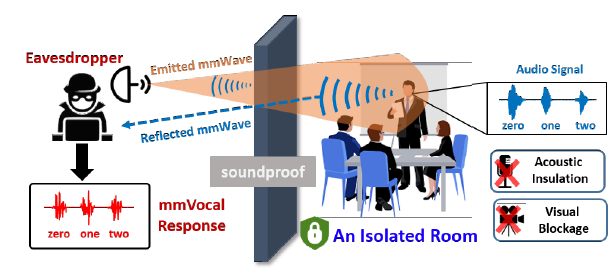 Eavesdropper
Emitted mmWave
Reflected mmWave
soundproof
Audio Signal
zero one two
Acoustic
Insulation
Visual
Blockage
mmVocal
Response
zero one two
An Isolated Room